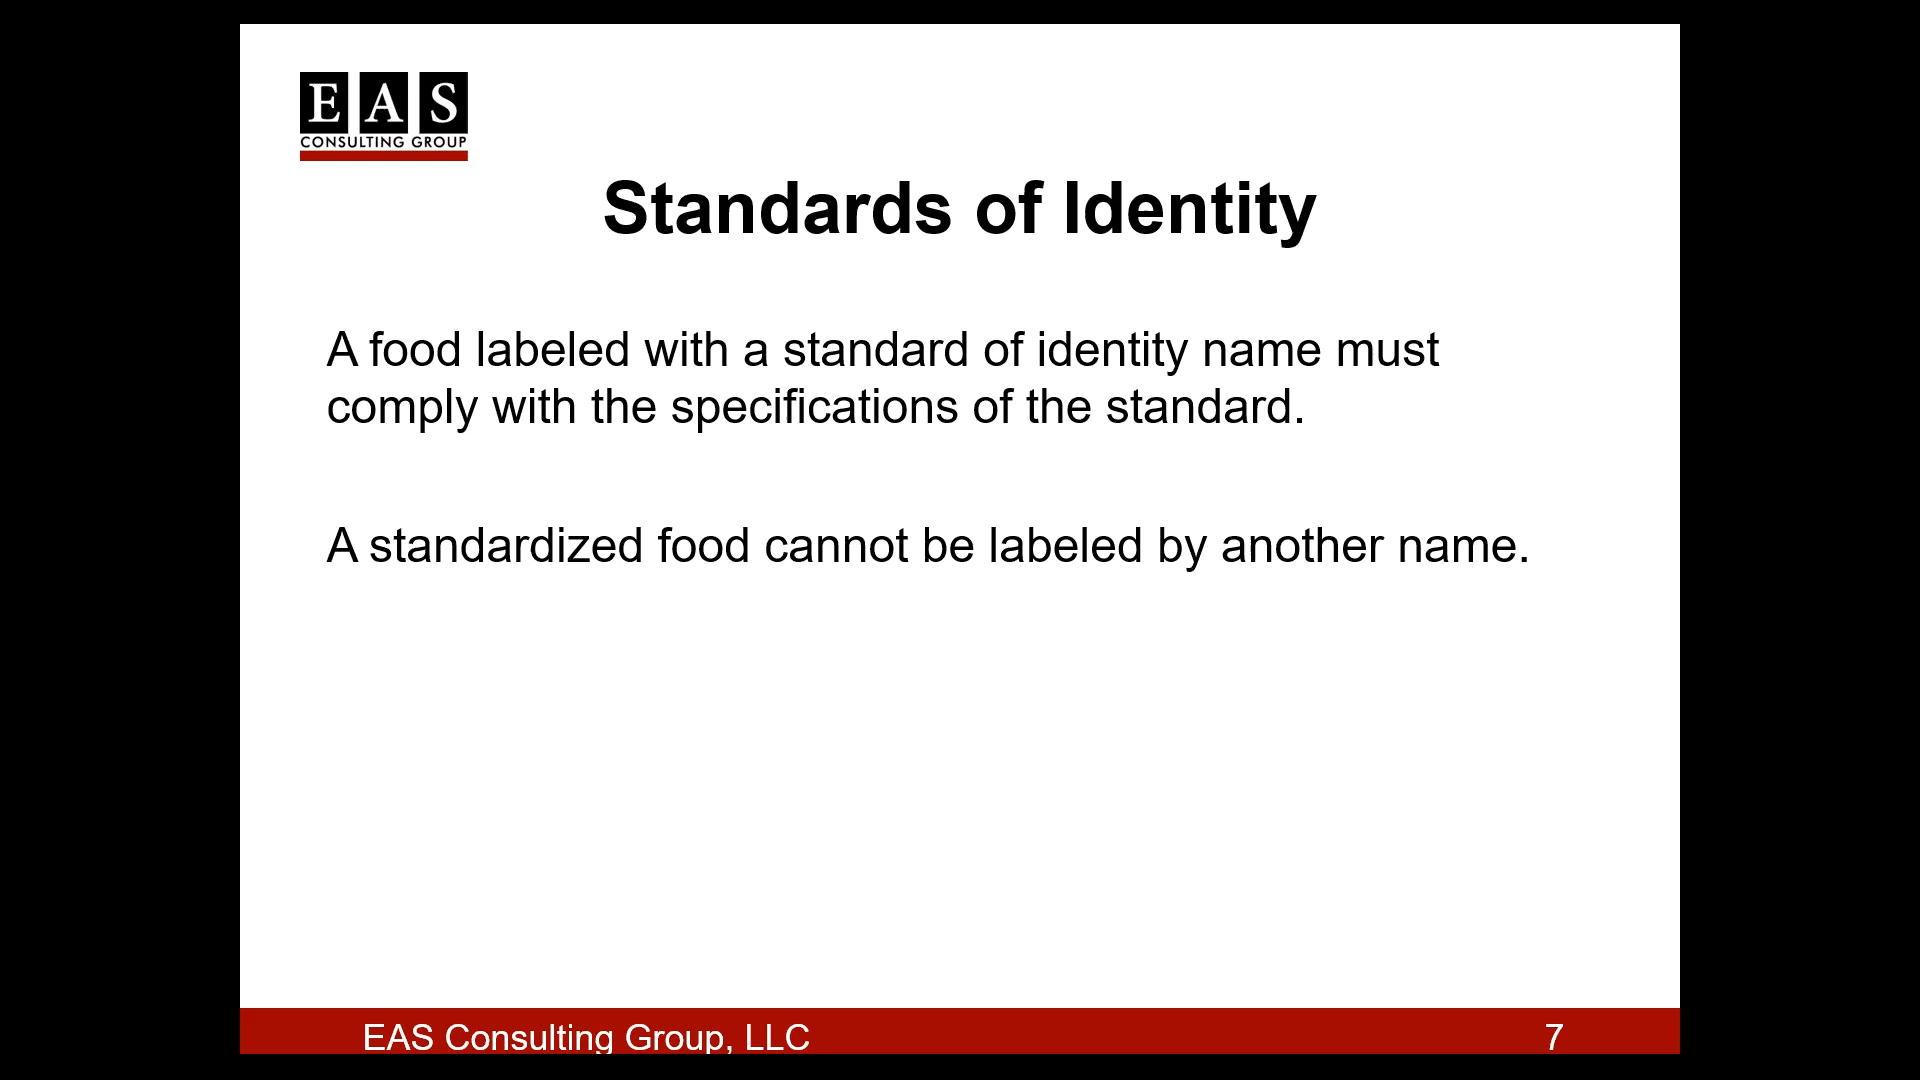 E A S
CONSULTING GROUP
Standards of Identity
A food labeled with a standard of identity name must
comply with the specifications of the standard.
A standardized food cannot be labeled by another name.
EAS Consulting Group, LLC
7